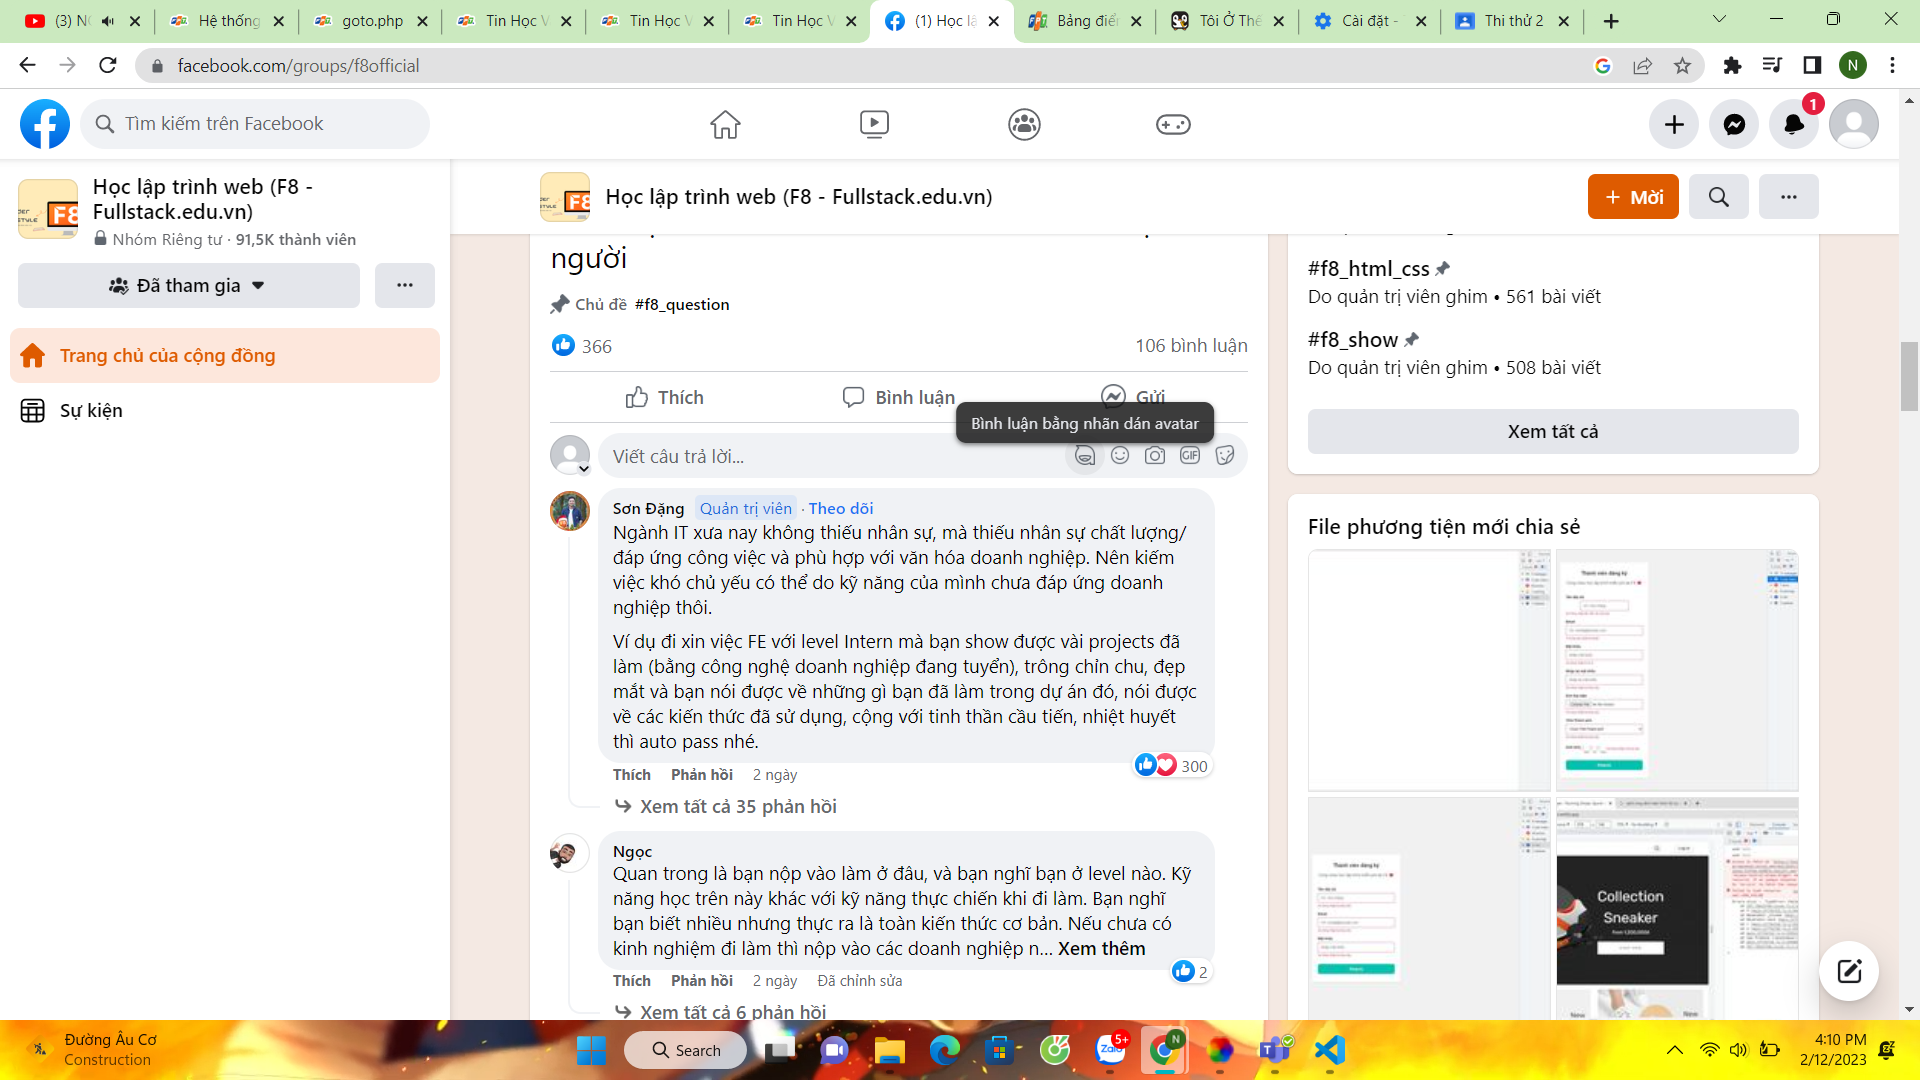 (3) NO
Hệ thống
goto.php
Tin Học V
Tin Học V
Tin Học V
(1) Học lậ
Bảng điể
Tôi Ở Thế
Cài đặt -
Thi thử 2
facebook.com/groups/f8official
N
Tìm kiếm trên Facebook
1
Học lập trình web (F8 -
Fullstack.edu.vn)
Nhóm Riêng tư · 91,5K thành viên
Đã tham gia
Trang chủ của cộng đồng
Sự kiện
Học lập trình web (F8 - Fullstack.edu.vn)
Mời
người
Chủ đề #f8_question
366
106 bình luận
Thích
Bình luận
Gửi
Bình luận bằng nhãn dán avatar
Viết câu trả lời...
GIF
Sơn Đặng Quản trị viên · Theo dõi
Ngành IT xưa nay không thiếu nhân sự, mà thiếu nhân sự chất lượng/
đáp ứng công việc và phù hợp với văn hóa doanh nghiệp. Nên kiếm
việc khó chủ yếu có thể do kỹ năng của mình chưa đáp ứng doanh
nghiệp thôi.
Ví dụ đi xin việc FE với level Intern mà bạn show được vài projects đã
làm (bằng công nghệ doanh nghiệp đang tuyển), trông chỉn chu, đẹp
mắt và bạn nói được về những gì bạn đã làm trong dự án đó, nói được
về các kiến thức đã sử dụng, cộng với tinh thần cầu tiến, nhiệt huyết
thì auto pass nhé.
300
Thích Phản hồi 2 ngày
Xem tất cả 35 phản hồi
Ngọc
Quan trong là bạn nộp vào làm ở đâu, và bạn nghĩ bạn ở level nào. Kỹ
năng học trên này khác với kỹ năng thực chiến khi đi làm. Bạn nghĩ
bạn biết nhiều nhưng thực ra là toàn kiến thức cơ bản. Nếu chưa có
kinh nghiệm đi làm thì nộp vào các doanh nghiệp n... Xem thêm
2
Thích Phản hồi 2 ngày Đã chỉnh sửa
Xem tất cả 6 phản hồi
#f8_html_css
Do quản trị viên ghim • 561 bài viết
#f8_show
Do quản trị viên ghim • 508 bài viết
Xem tất cả
File phương tiện mới chia sẻ
Thành viên đăng ký
Thành viên đăng ký
Collection
Sneaker
New
New
Đường Âu Cơ
Construction
Search
Zalo
5+
N
4:10 PM
2/12/2023